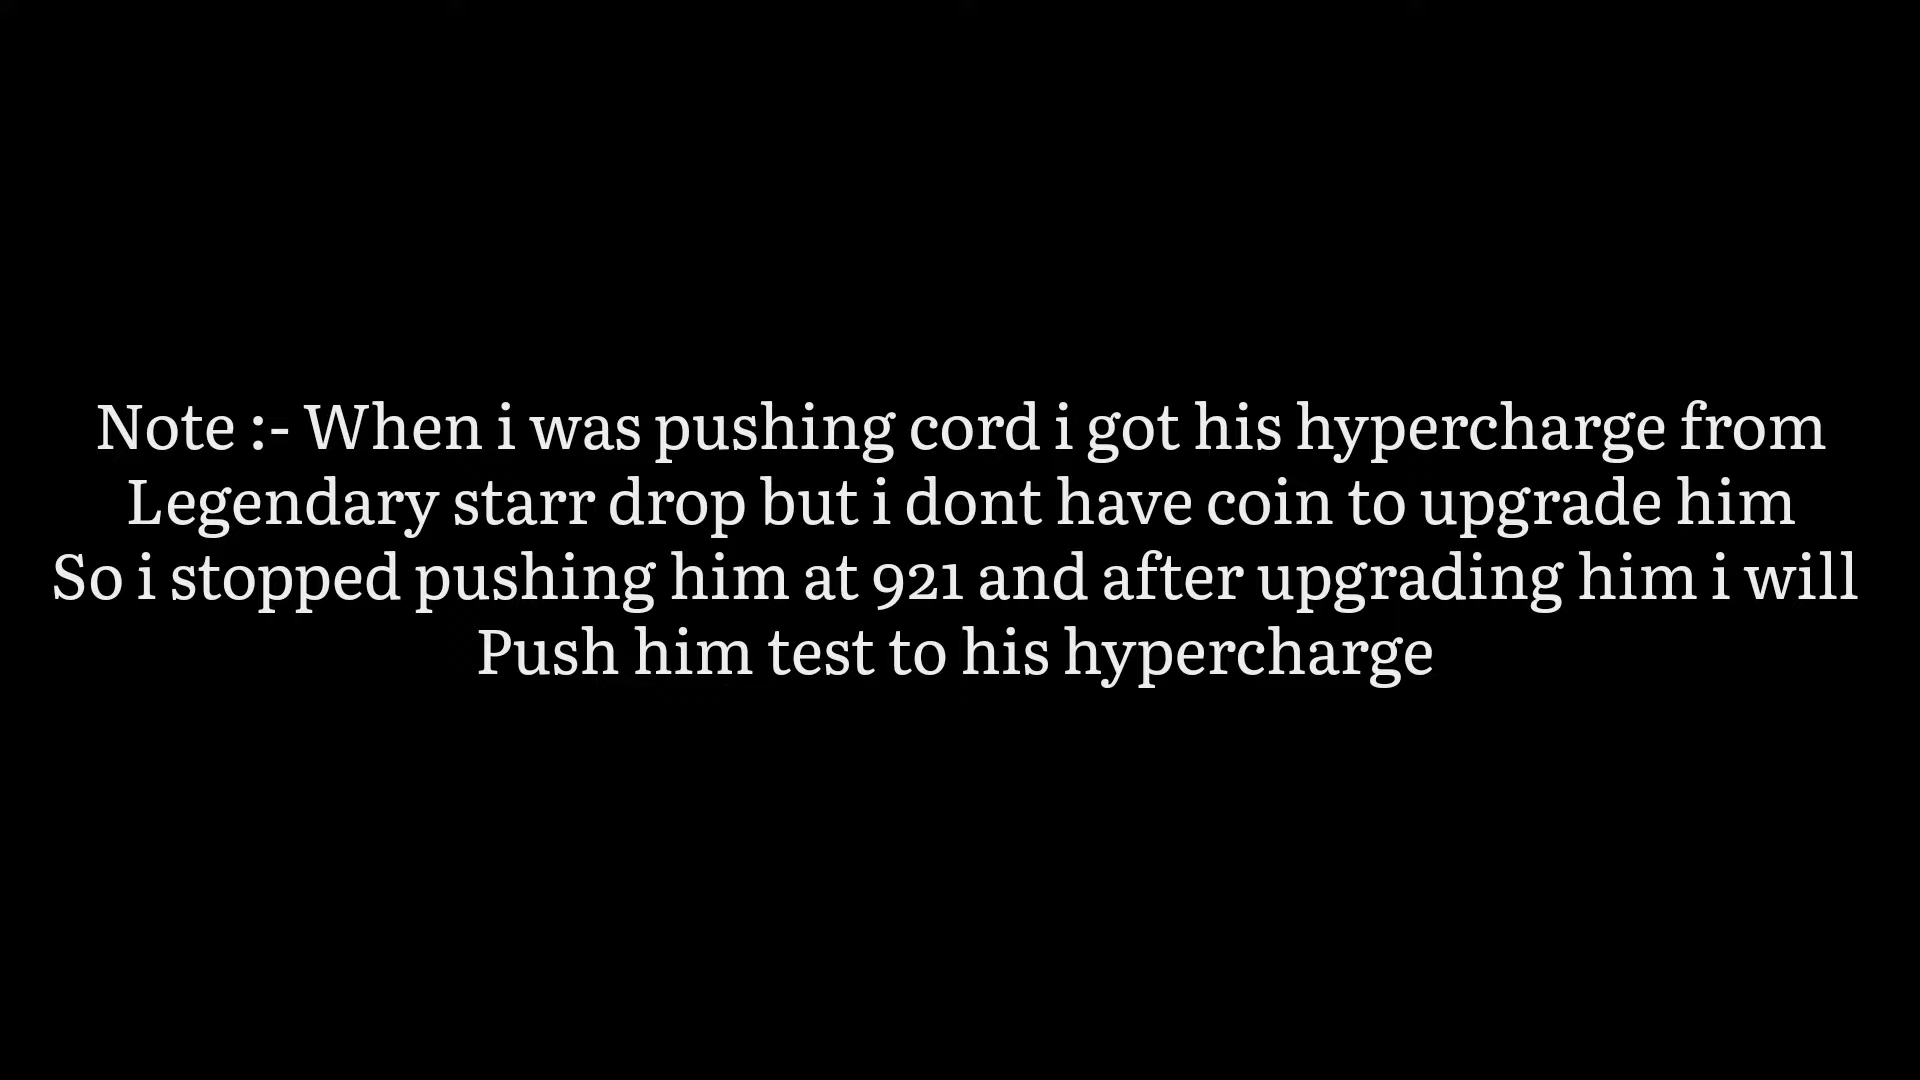 Note :- When i was pushing cord i got his hypercharge from
Legendary starr drop but i dont have coin to upgrade him
So i stopped pushing him at 921 and after upgrading him i will
Push him test to his hypercharge